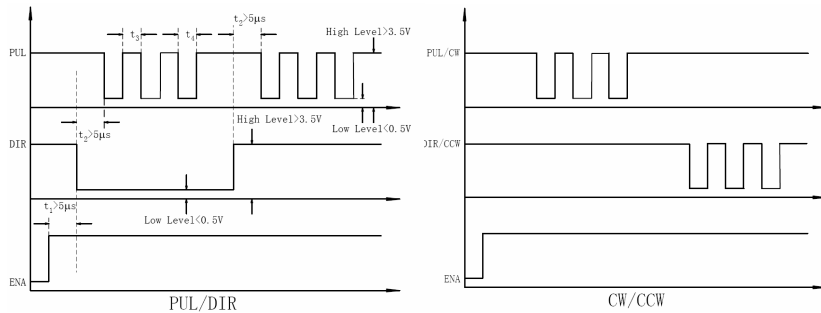 t₂>5μs
t₃
t₄
High Level>3.5V
PUL
Low Level<0.5V
t₂>5μs
High Level>3.5V
DIR
t₁>5μs
Low Level<0.5V
ENA
PUL/DIR
PUL/CW
DIR/CCW
ENA
CW/CCW